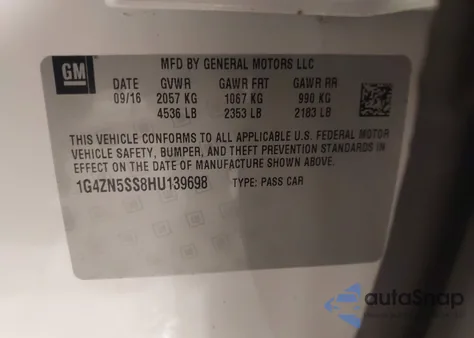 GM
MFD BY GENERAL MOTORS LLC
DATE GVWR GAWR FRT GAWR RR
09/16 2057 KG 1067 KG 990 KG
4536 LB 2353 LB 2183 LB
THIS VEHICLE CONFORMS TO ALL APPLICABLE U.S. FEDERAL MOTOR
VEHICLE SAFETY, BUMPER, AND THEFT PREVENTION STANDARDS IN
EFFECT ON THE DATE OF MANUFACTURE SHOWN ABOVE.
1G4ZN5SS8HU139698 TYPE: PASS CAR
autoSnap